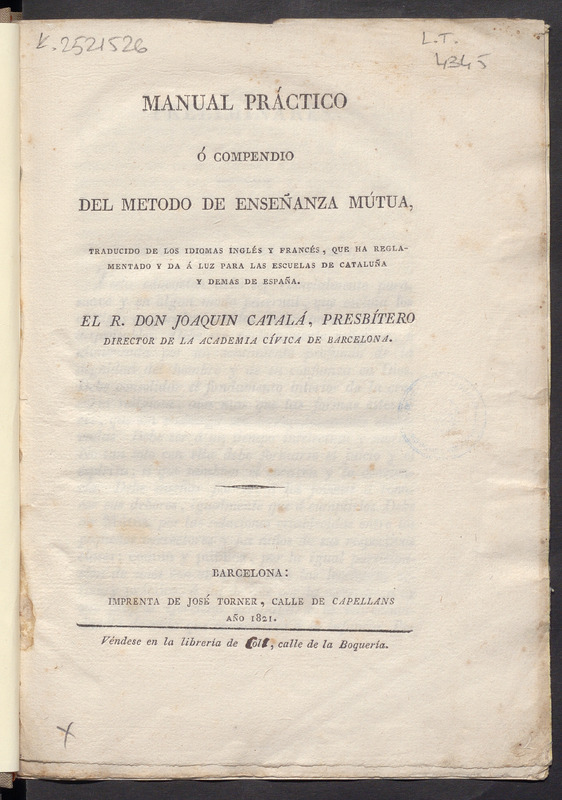 K.2521526
L.T.
4345
MANUAL PRÁCTICO
Ó COMPENDIO
DEL METODO DE ENSEÑANZA MÚTUA,
TRADUCIDO DE LOS IDIOMAS INGLÉS Y FRANCÉS, QUE HA REGLA-
MENTADO Y DA Á LUZ PARA LAS ESCUELAS DE CATALUÑA
Y DEMAS DE ESPAÑA.
EL R. DON JOAQUIN CATALÁ, PRESBÍTERO
DIRECTOR DE LA ACADEMIA CÍVICA DE BARCELONA.
BARCELONA:
IMPRENTA DE JOSÉ TORNER, CALLE DE CAPELLANS
AÑO 1821.
Véndese en la librería de Coll, calle de la Boquería.
X